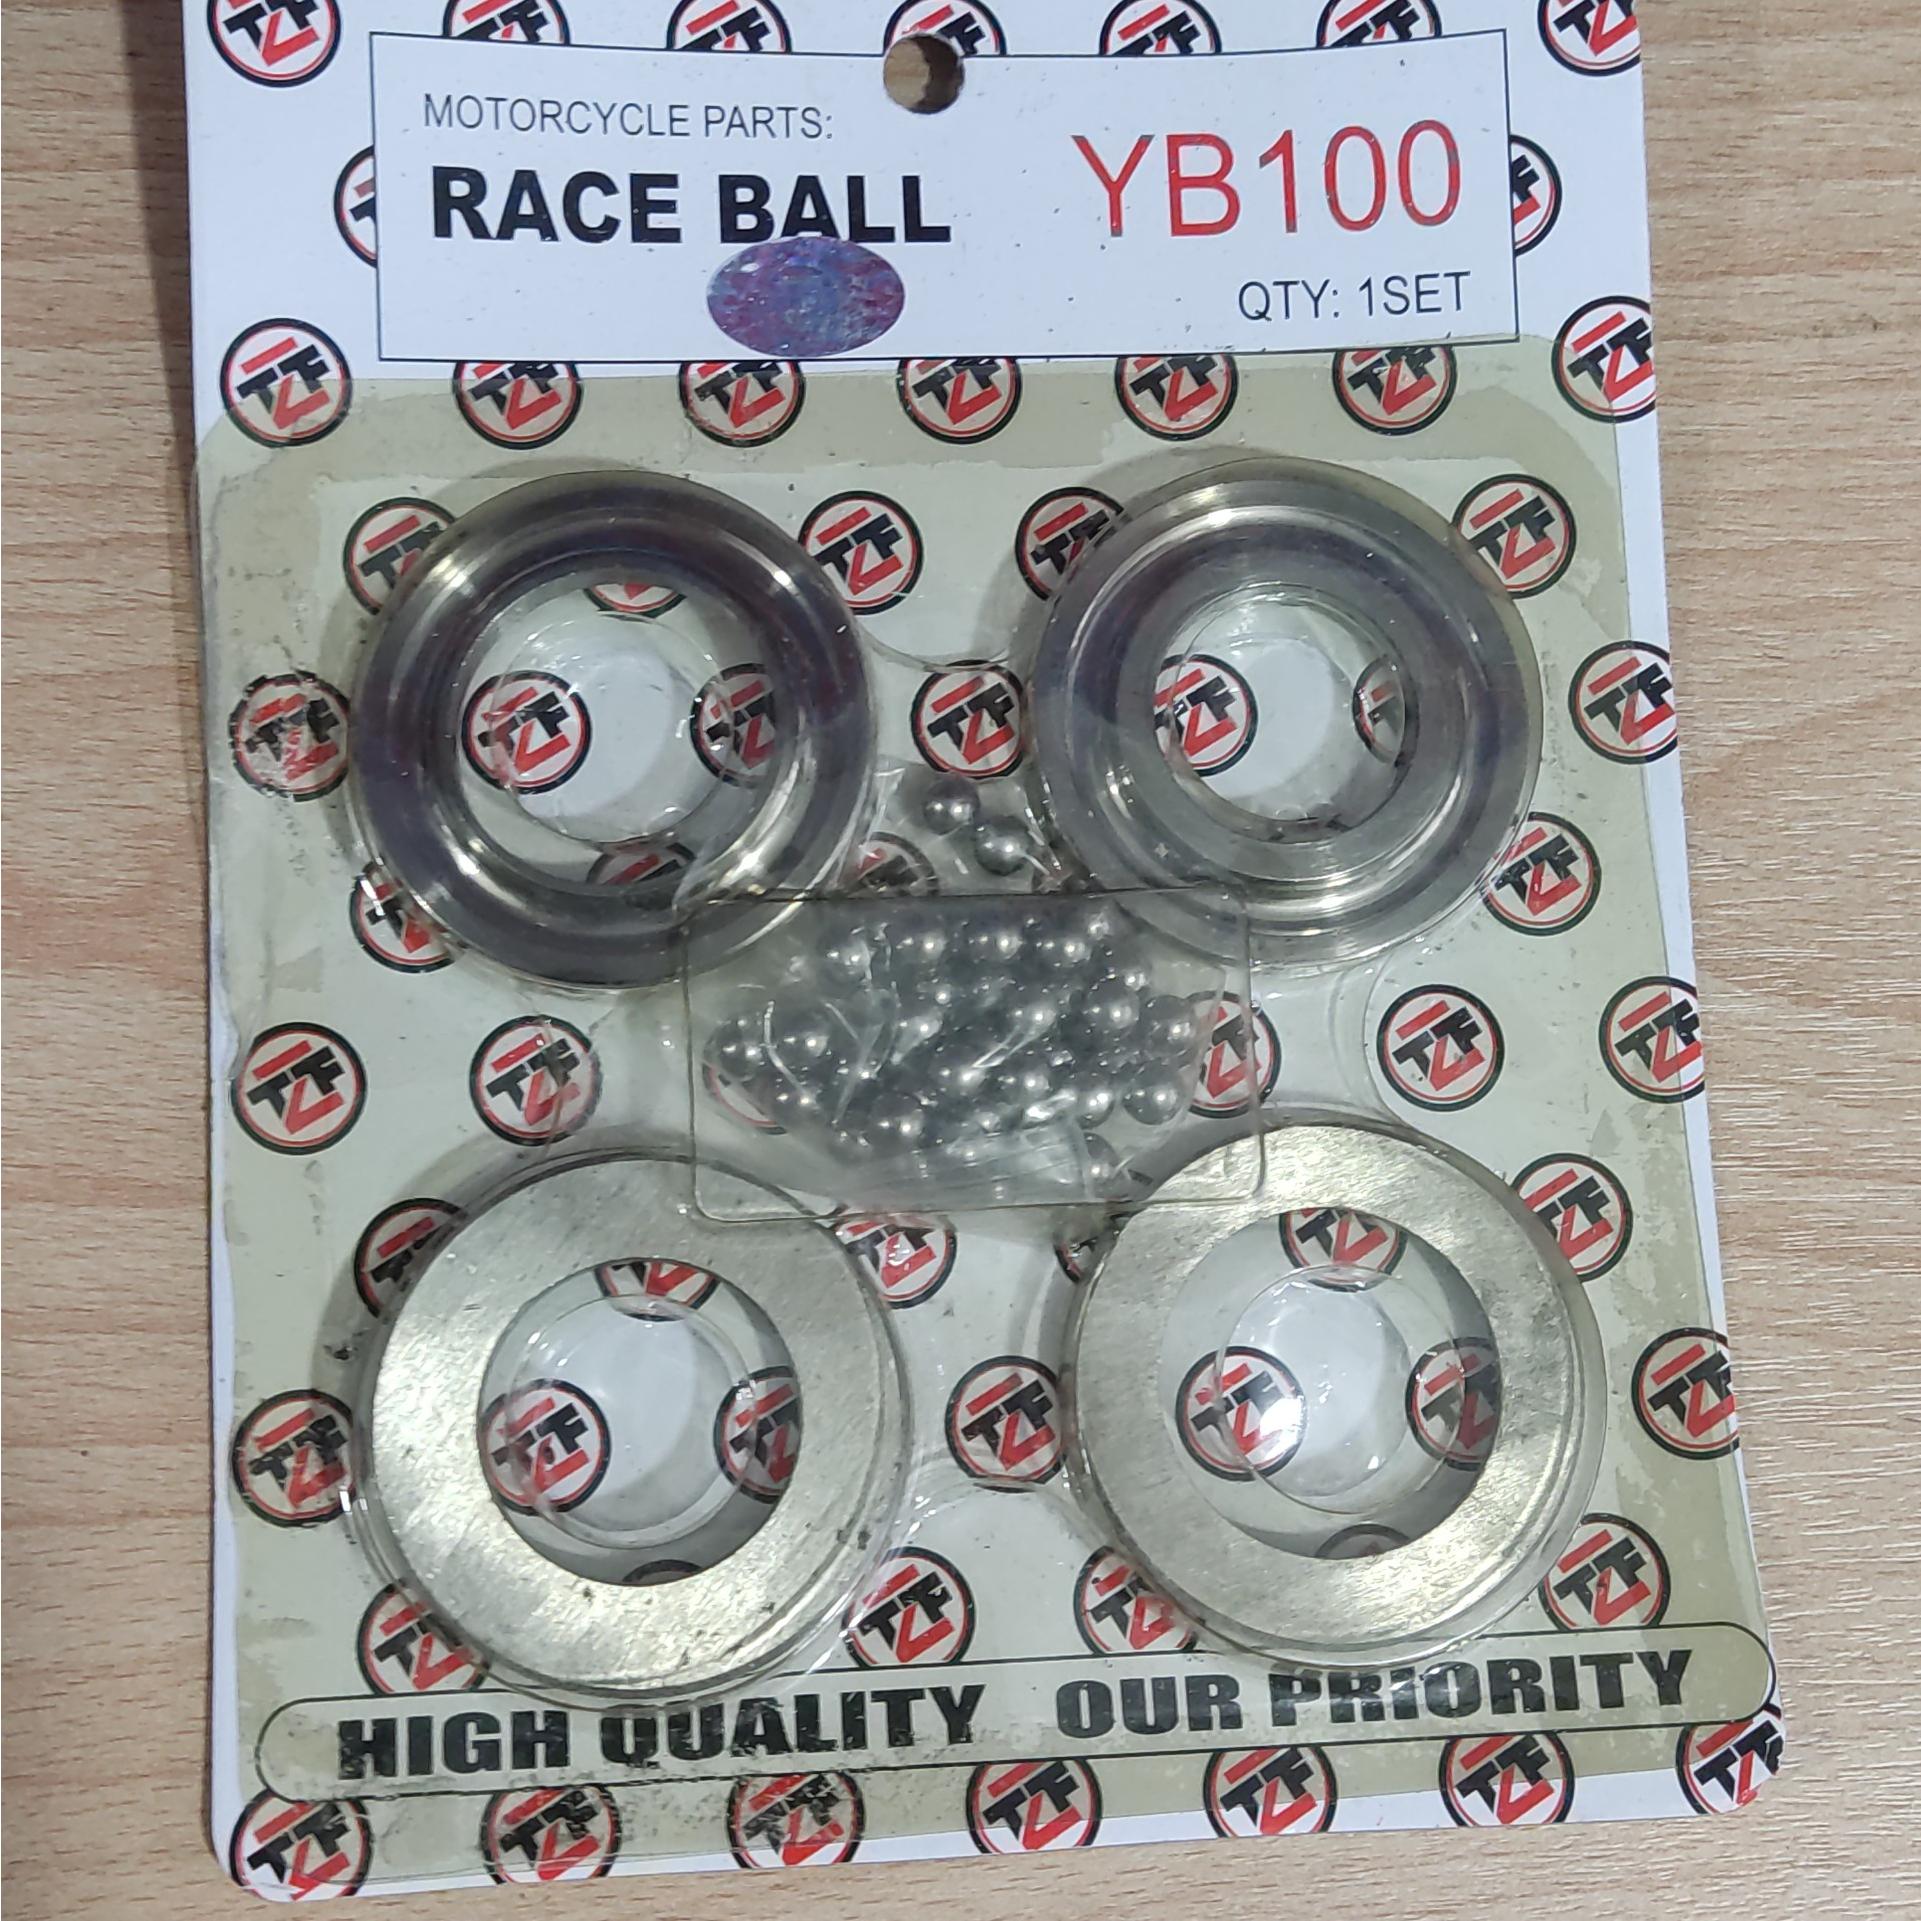 MOTORCYCLE PARTS:
RACE BALL
YB100
QTY: 1SET
HIGH QUALITY OUR PRIORITY